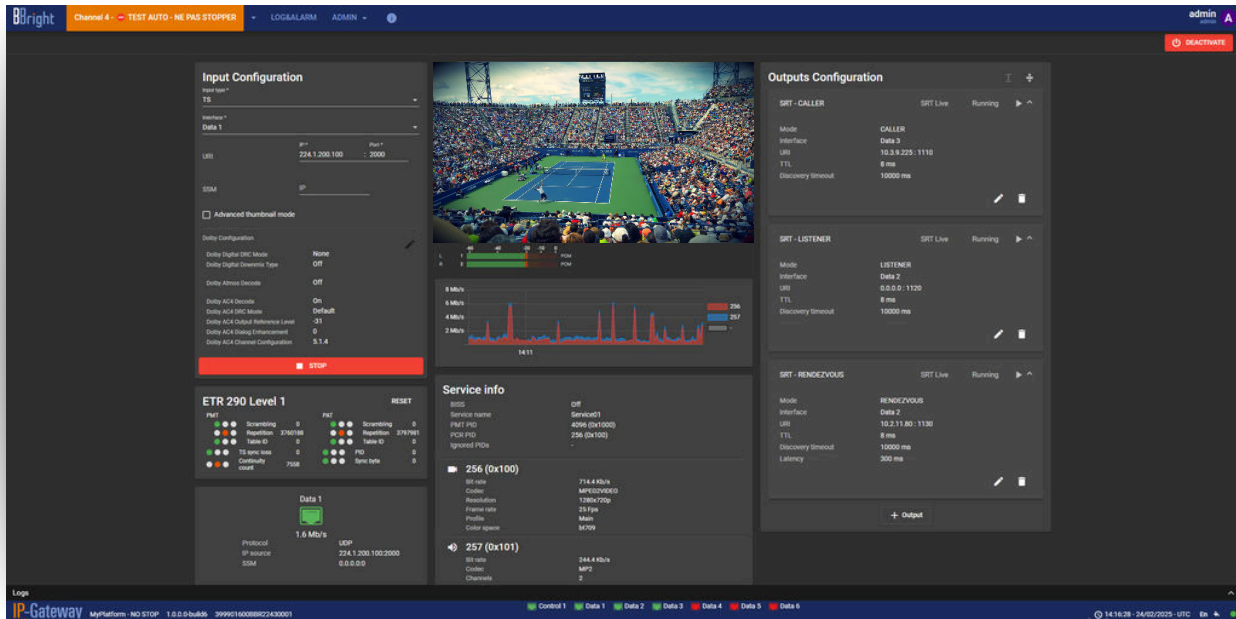 BBright
Channel 4 - TEST AUTO - NE PAS STOPPER
LOG&ALARM
ADMIN
admin
admin
A
DEACTIVATE
Input Configuration
Input type *
TS
Interface *
Data 1
URI
IP *
224.1.200.100
Port *
: 2000
SSM
IP
Advanced thumbnail mode
Dolby Configuration
Dolby Digital DRC Mode None
Dolby Digital Downmix Type Off
Dolby Atmos Decode Off
Dolby AC4 Decode On
Dolby AC4 DRC Mode Default
Dolby AC4 Output Reference Level -31
Dolby AC4 Dialog Enhancement 0
Dolby AC4 Channel Configuration 5.1.4
STOP
ETR 290 Level 1
RESET
PMT
Scrambling 0
Repetition 3760188
Table ID 0
TS sync loss 0
Continuity count 7558
PAT
Scrambling 0
Repetition 3797981
Table ID 0
PID 0
Sync byte 0
Data 1
1.6 Mb/s
Protocol UDP
IP source 224.1.200.100:2000
SSM 0.0.0.0:0
L 1 PCM
R 2 PCM
8 Mb/s
6 Mb/s
4 Mb/s
2 Mb/s
14:11
256
257
-
Service info
BISS Off
Service name Service01
PMT PID 4096 (0x1000)
PCR PID 256 (0x100)
Ignored PIDs -
256 (0x100)
Bit rate 714.4 Kb/s
Codec MPEG2VIDEO
Resolution 1280x720p
Frame rate 25 Fps
Profile Main
Color space bt709
257 (0x101)
Bit rate 244.4 Kb/s
Codec MP2
Channels 2
Outputs Configuration
SRT - CALLER SRT Live Running
Mode CALLER
Interface Data 3
URI 10.3.9.225 : 1110
TTL 8 ms
Discovery timeout 10000 ms
SRT - LISTENER SRT Live Running
Mode LISTENER
Interface Data 2
URI 0.0.0.0 : 1120
TTL 8 ms
Discovery timeout 10000 ms
SRT - RENDEZVOUS SRT Live Running
Mode RENDEZVOUS
Interface Data 2
URI 10.2.11.80 : 1130
TTL 8 ms
Discovery timeout 10000 ms
Latency 300 ms
+ Output
Logs
IP-Gateway MyPlatform - NO STOP 1.0.0.0-build6 399901600BBR22430001
Control 1 Data 1 Data 2 Data 3 Data 4 Data 5 Data 6
14:16:28 - 24/02/2025 - UTC En